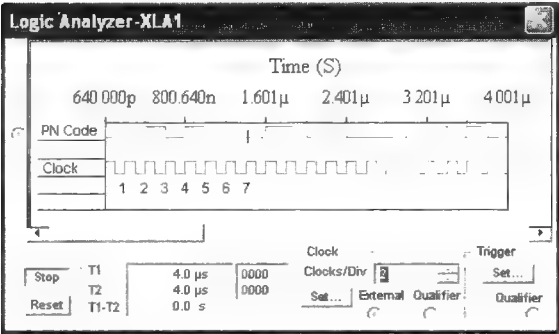 Logic Analyzer-XLA1
Time (S)
640 000p 800.640n 1.601µ 2.401µ 3 201µ 4 001µ
PN Code
Clock
1 2 3 4 5 6 7
Clock Trigger
Stop T1 4.0 µs 0000 Clocks/Div 2 Set...
T2 4.0 µs 0000 Set... External Qualifier Qualifier
Reset T1-T2 0.0 s